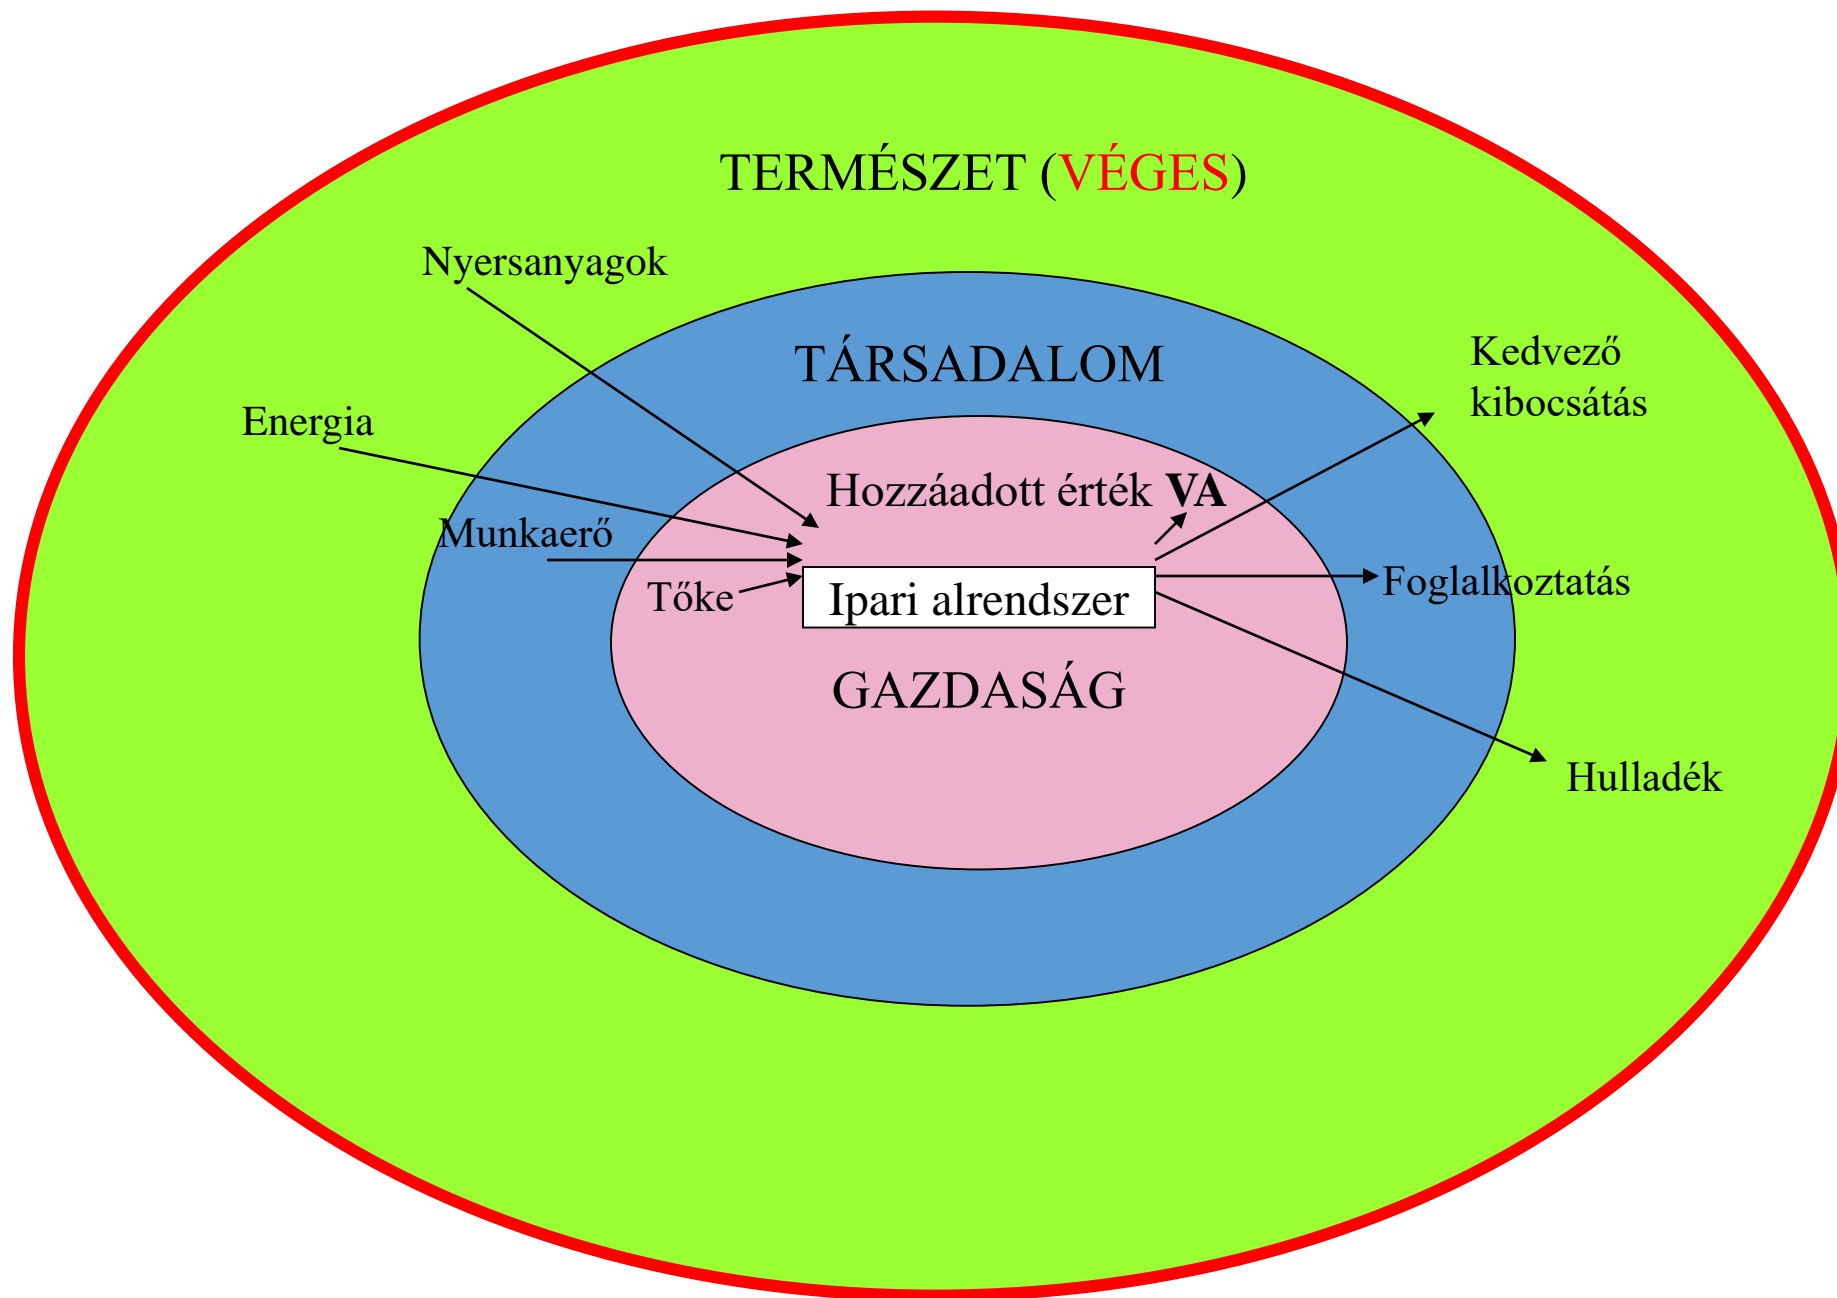 TERMÉSZET (VÉGES)
Nyersanyagok
TÁRSADALOM
Kedvező
kibocsátás
Energia
Hozzáadott érték VA
Munkaerő
Tőke
Ipari alrendszer
Foglalkoztatás
GAZDASÁG
Hulladék